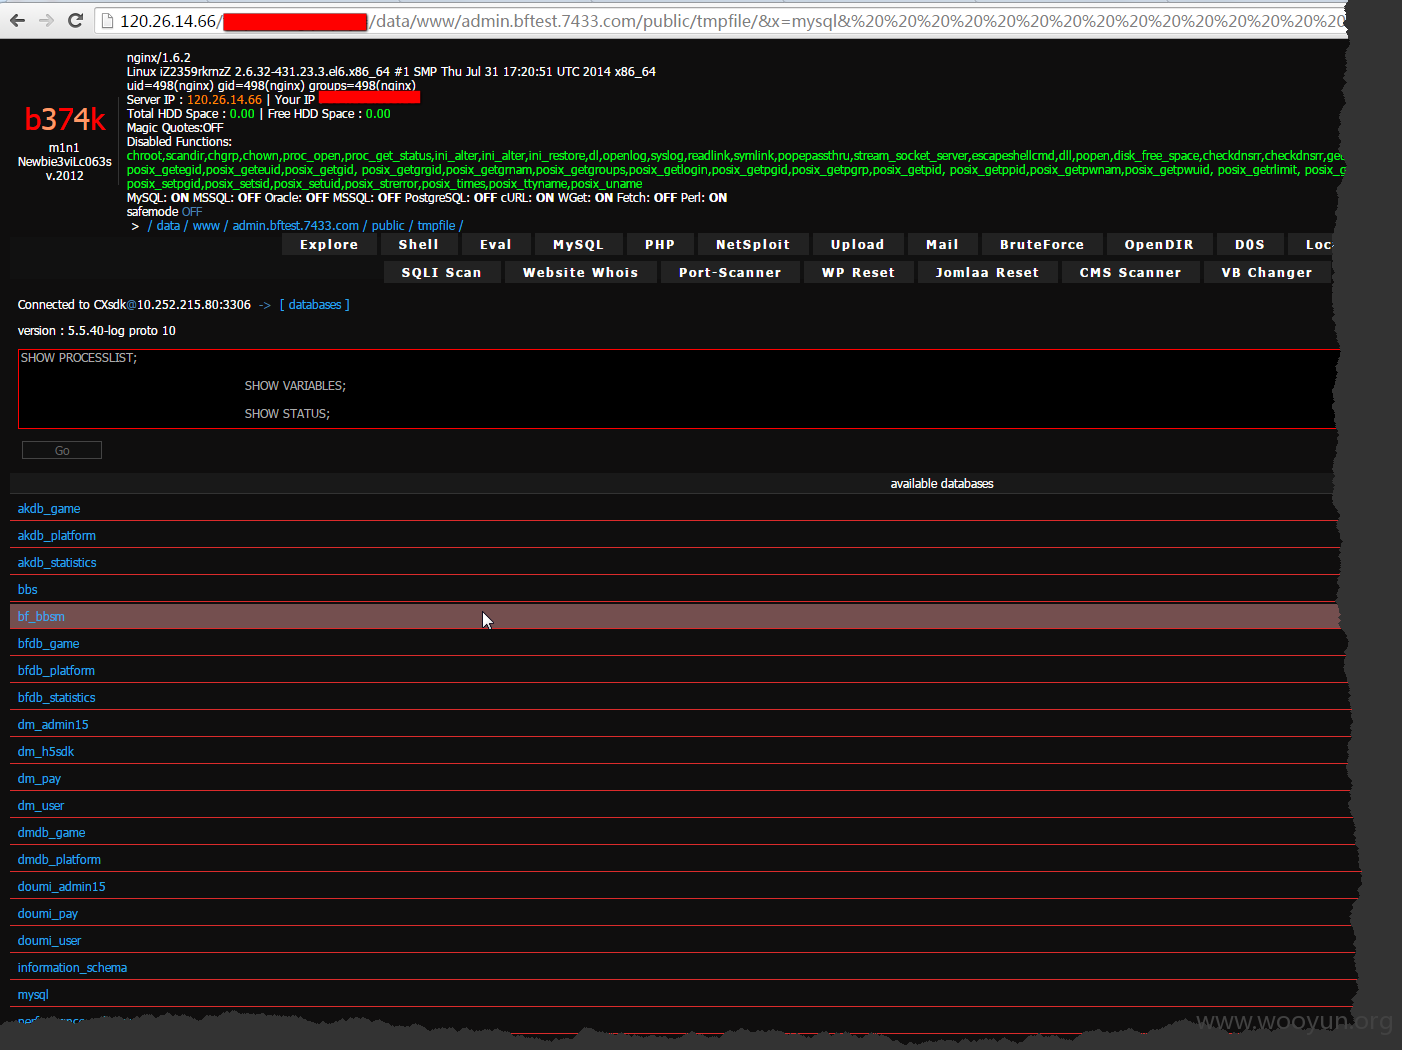 120.26.14.66/ /data/www/admin.bftest.7433.com/public/tmpfile/&x=mysql&%20%20%20%20%20%20%20%20%20%20%20%20%20%20%20%20
nginx/1.6.2
Linux iZ2359rkrnzZ 2.6.32-431.23.3.el6.x86_64 #1 SMP Thu Jul 31 17:20:51 UTC 2014 x86_64
uid=498(nginx) gid=498(nginx) groups=498(nginx)
Server IP : 120.26.14.66 | Your IP
Total HDD Space : 0.00 | Free HDD Space : 0.00
Magic Quotes:OFF
Disabled Functions:
chroot,scandir,chgrp,chown,proc_open,proc_get_status,ini_alter,ini_alter,ini_restore,dl,openlog,syslog,readlink,symlink,popepassthru,stream_socket_server,escapeshellcmd,dll,popen,disk_free_space,checkdnsrr,checkdnsrr,
posix_getegid,posix_geteuid,posix_getgid, posix_getgrgid,posix_getgrnam,posix_getgroups,posix_getlogin,posix_getpgid,posix_getpgrp,posix_getpid, posix_getppid,posix_getpwnam,posix_getpwuid, posix_getrlimit,
posix_setpgid,posix_setsid,posix_setuid,posix_strerror,posix_times,posix_ttyname,posix_uname
MySQL: ON MSSQL: OFF Oracle: OFF MSSQL: OFF PostgreSQL: OFF cURL: ON WGet: ON Fetch: OFF Perl: ON
safemode OFF
> / data / www / admin.bftest.7433.com / public / tmpfile /
b374k
m1n1
Newbie3viLc063s
v.2012
Explore Shell Eval MySQL PHP NetSploit Upload Mail BruteForce OpenDIR D0S
SQLI Scan Website Whois Port-Scanner WP Reset Jomlaa Reset CMS Scanner VB Changer
Connected to CXsdk@10.252.215.80:3306 -> [ databases ]
version : 5.5.40-log proto 10
SHOW PROCESSLIST;
SHOW VARIABLES;
SHOW STATUS;
Go
available databases
akdb_game
akdb_platform
akdb_statistics
bbs
bf_bbsm
bfdb_game
bfdb_platform
bfdb_statistics
dm_admin15
dm_h5sdk
dm_pay
dm_user
dmdb_game
dmdb_platform
doumi_admin15
doumi_pay
doumi_user
information_schema
mysql
www.wooyun.org